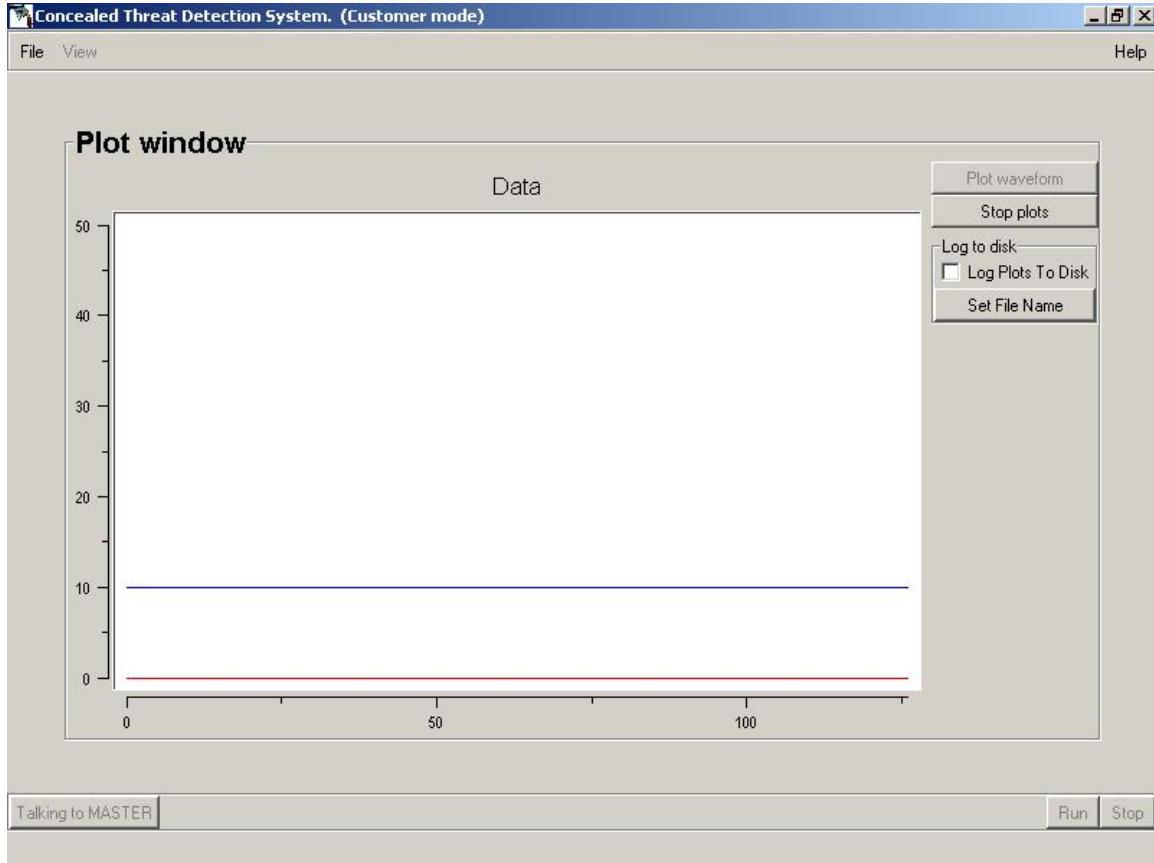 Concealed Threat Detection System. (Customer mode)
File View Help
Plot window
Data
Plot waveform
Stop plots
Log to disk
Log Plots To Disk
Set File Name
50
40
30
20
10
0
0 50 100
Talking to MASTER Run Stop